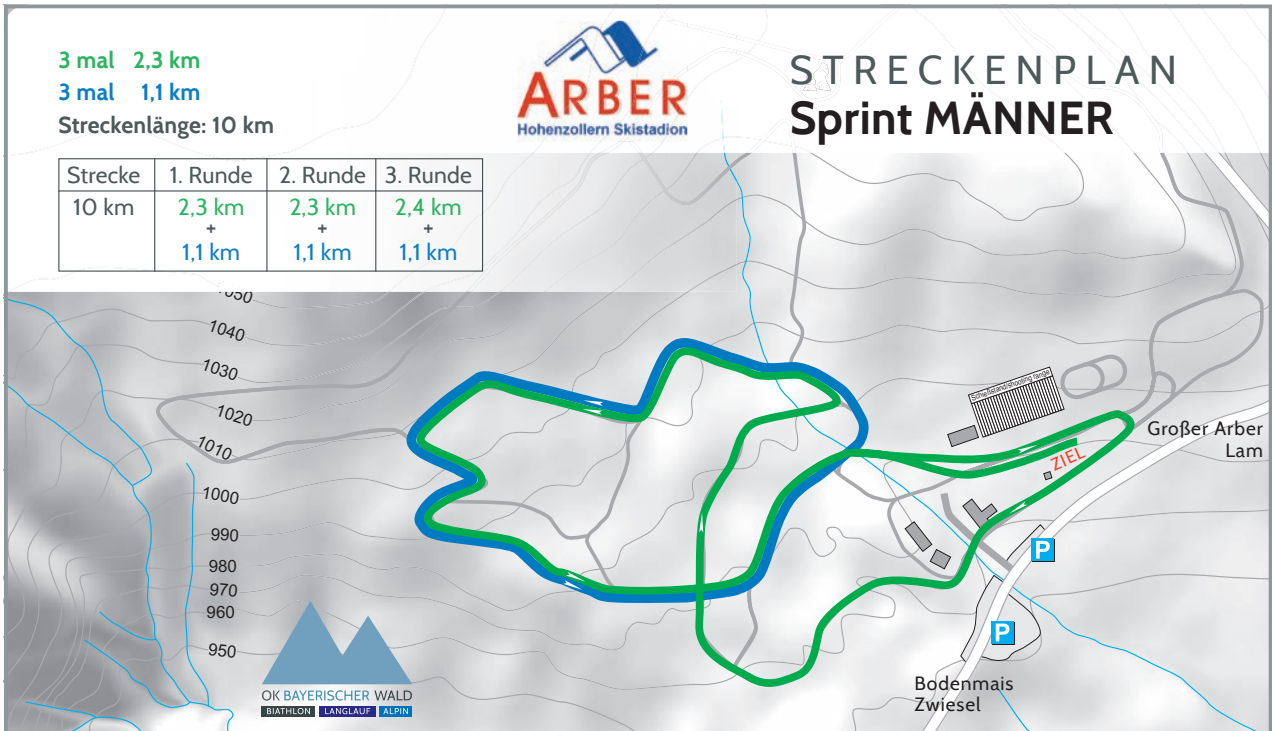 3 mal 2,3 km
3 mal 1,1 km
Streckenlänge: 10 km
ARBER
Hohenzollern Skistadion
STRECKENPLAN
Sprint MÄNNER
Strecke 1. Runde 2. Runde 3. Runde
10 km 2,3 km 2,3 km 2,4 km
+ + +
1,1 km 1,1 km 1,1 km
1050
1040
1030
1020
1010
1000
990
980
970
960
950
Schießstand/shooting range
ZIEL
Großer Arber
Lam
P
P
Bodenmais
Zwiesel
OK BAYERISCHER WALD
BIATHLON LANGLAUF ALPIN